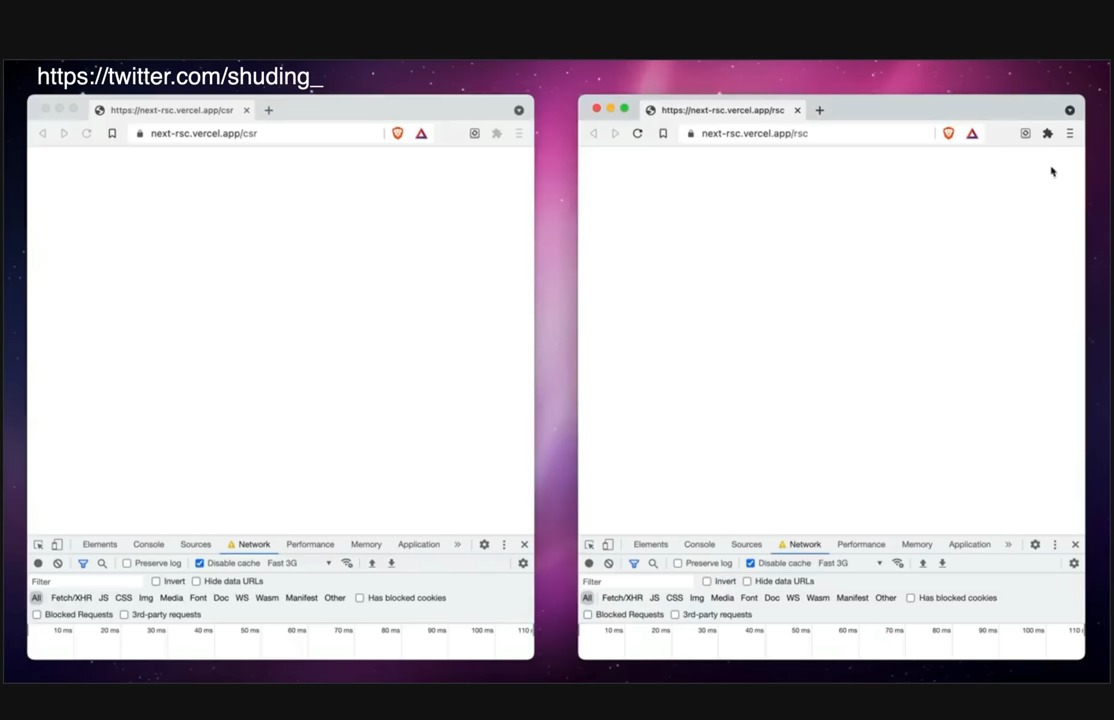 https://twitter.com/shuding_
https://next-rsc.vercel.app/csr
next-rsc.vercel.app/csr
Elements Console Sources Network Performance Memory Application »
Preserve log Disable cache Fast 3G
Filter Invert Hide data URLs
All Fetch/XHR JS CSS Img Media Font Doc WS Wasm Manifest Other Has blocked cookies
Blocked Requests 3rd-party requests
10 ms 20 ms 30 ms 40 ms 50 ms 60 ms 70 ms 80 ms 90 ms 100 ms 110
https://next-rsc.vercel.app/rsc
next-rsc.vercel.app/rsc
Elements Console Sources Network Performance Memory Application »
Preserve log Disable cache Fast 3G
Filter Invert Hide data URLs
All Fetch/XHR JS CSS Img Media Font Doc WS Wasm Manifest Other Has blocked cookies
Blocked Requests 3rd-party requests
10 ms 20 ms 30 ms 40 ms 50 ms 60 ms 70 ms 80 ms 90 ms 100 ms 110